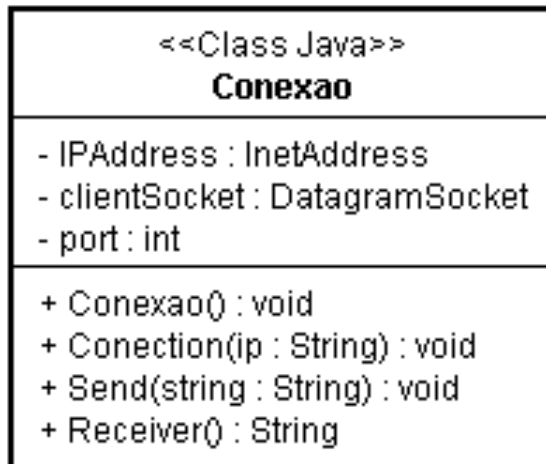 <<Class Java>>
Conexao
- IPAddress : InetAddress
- clientSocket : DatagramSocket
- port : int
+ Conexao() : void
+ Conection(ip : String) : void
+ Send(string : String) : void
+ Receiver() : String